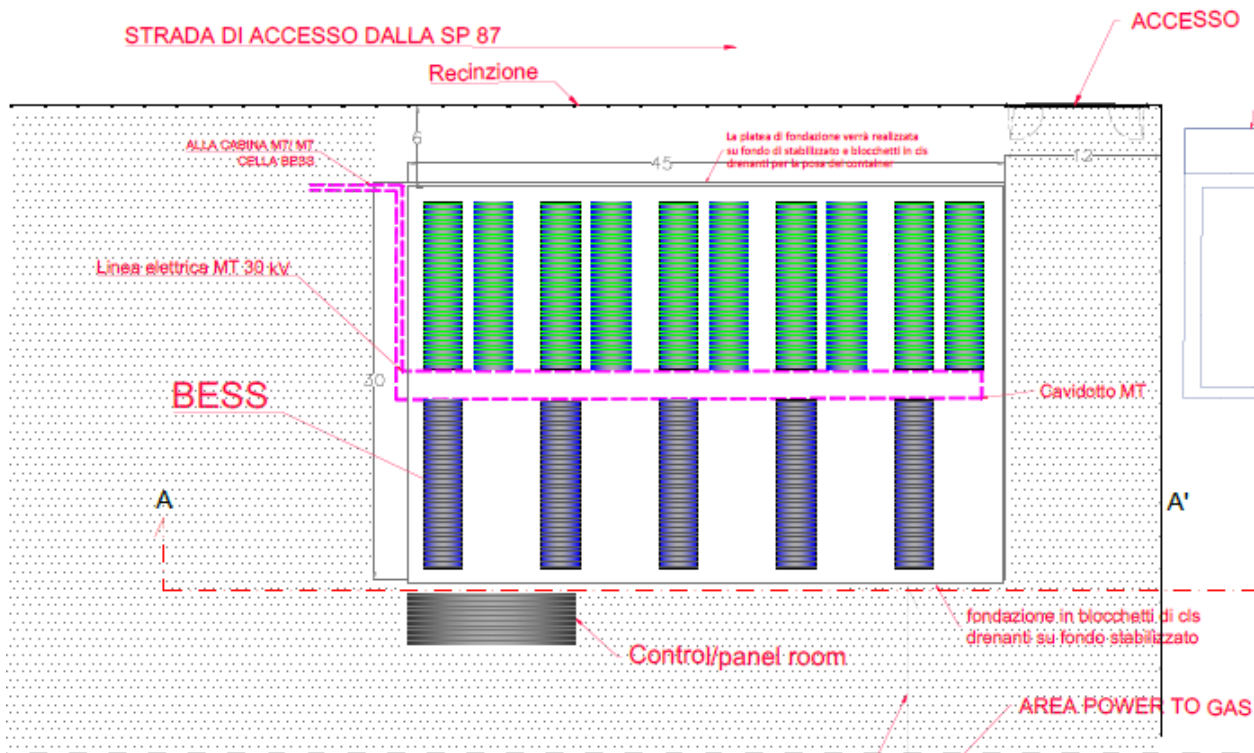 ACCESSO
STRADA DI ACCESSO DALLA SP 87
Recinzione
6
ALLA CABINA MT/ MT
CELLA BESS
La platea di fondazione verrà realizzata
su fondo di stabilizzato e blocchetti in cls
drenanti per la posa dei container
45
12
Linea elettrica MT 30 kV
30
BESS
Cavidotto MT
A
A'
fondazione in blocchetti di cls
drenanti su fondo stabilizzato
Control/panel room
AREA POWER TO GAS